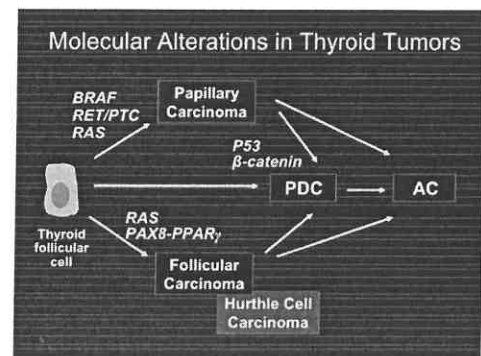 Molecular Alterations in Thyroid Tumors
BRAF
RET/PTC
RAS
Papillary
Carcinoma
P53
β-catenin
PDC
AC
Thyroid
follicular
cell
RAS
PAX8-PPARγ
Follicular
Carcinoma
Hurthle Cell
Carcinoma